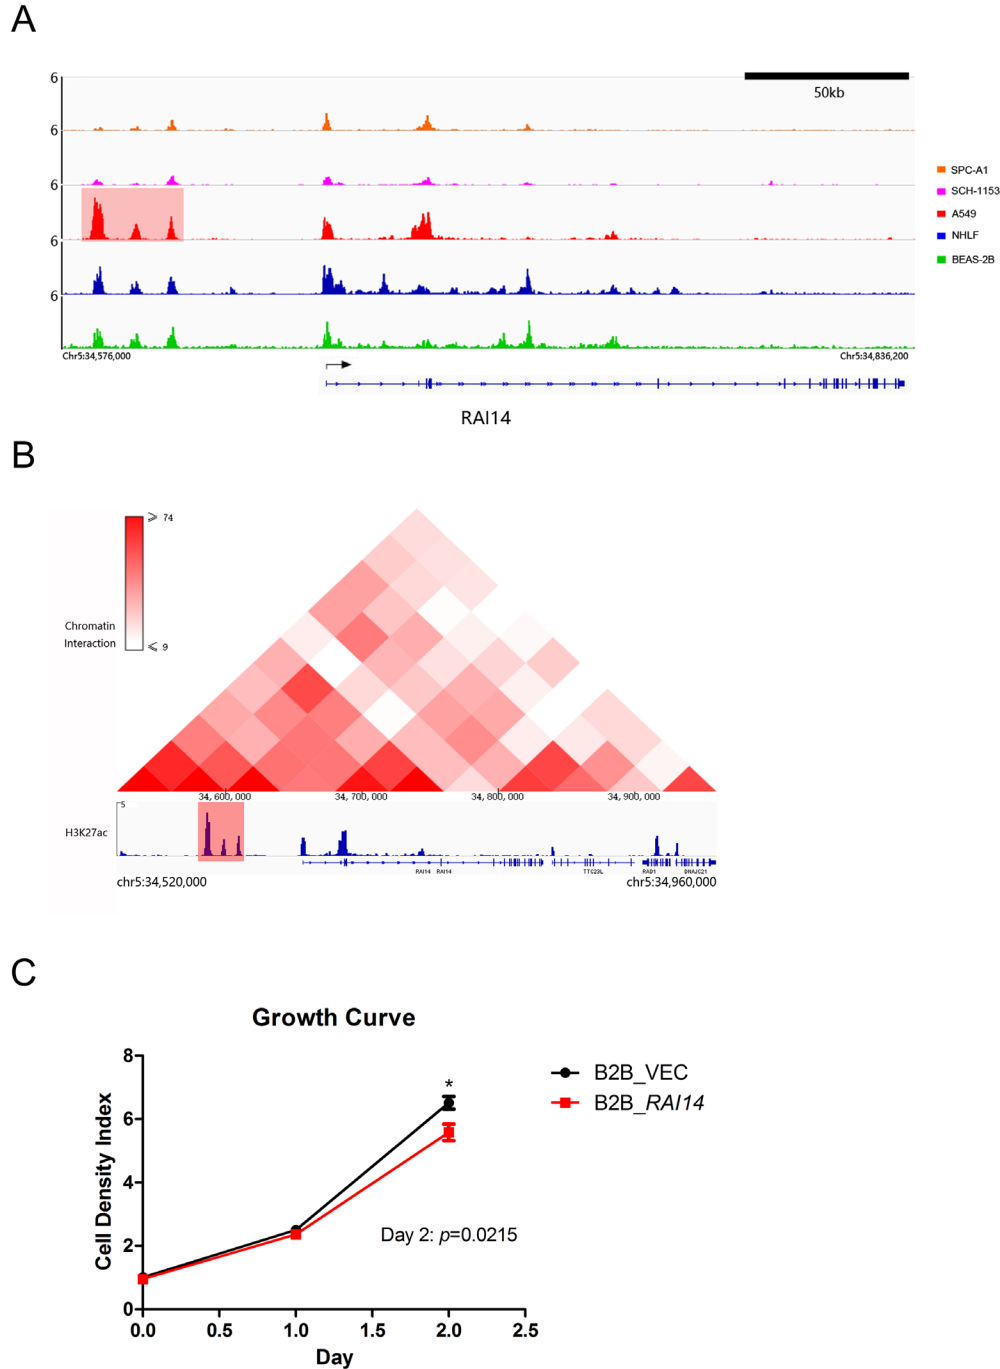 A
6
50kb
6
6
6
6
SPC-A1
SCH-1153
A549
NHLF
BEAS-2B
Chr5:34,576,000
Chr5:34,836,200
RAI14
B
⩾ 74
Chromatin
Interaction
⩽ 9
34,600,000
34,700,000
34,800,000
34,900,000
5
H3K27ac
RAI14
RAI14
TTC23L
RAD1
DNAJC21
chr5:34,520,000
chr5:34,960,000
C
Growth Curve
8
6
4
2
0
Cell Density Index
*
B2B_VEC
B2B_RAI14
Day 2: p=0.0215
0.0
0.5
1.0
1.5
2.0
2.5
Day